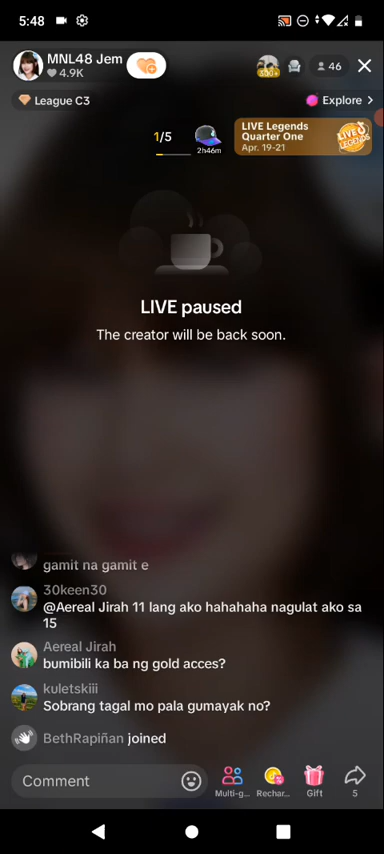 5:48
MNL48 Jem
4.9K
46
League C3
Explore
1/5
2h46m
LIVE Legends
Quarter One
Apr. 19-21
LIVE
LEGENDS
LIVE paused
The creator will be back soon.
gamit na gamit e
30keen30
@Aereal Jirah 11 lang ako hahahaha nagulat ako sa
15
Aereal Jirah
bumibili ka ba ng gold acces?
kuletskiii
Sobrang tagal mo pala gumayak no?
BethRapiñan joined
Comment
Multi-g...
Rechar...
Gift
5